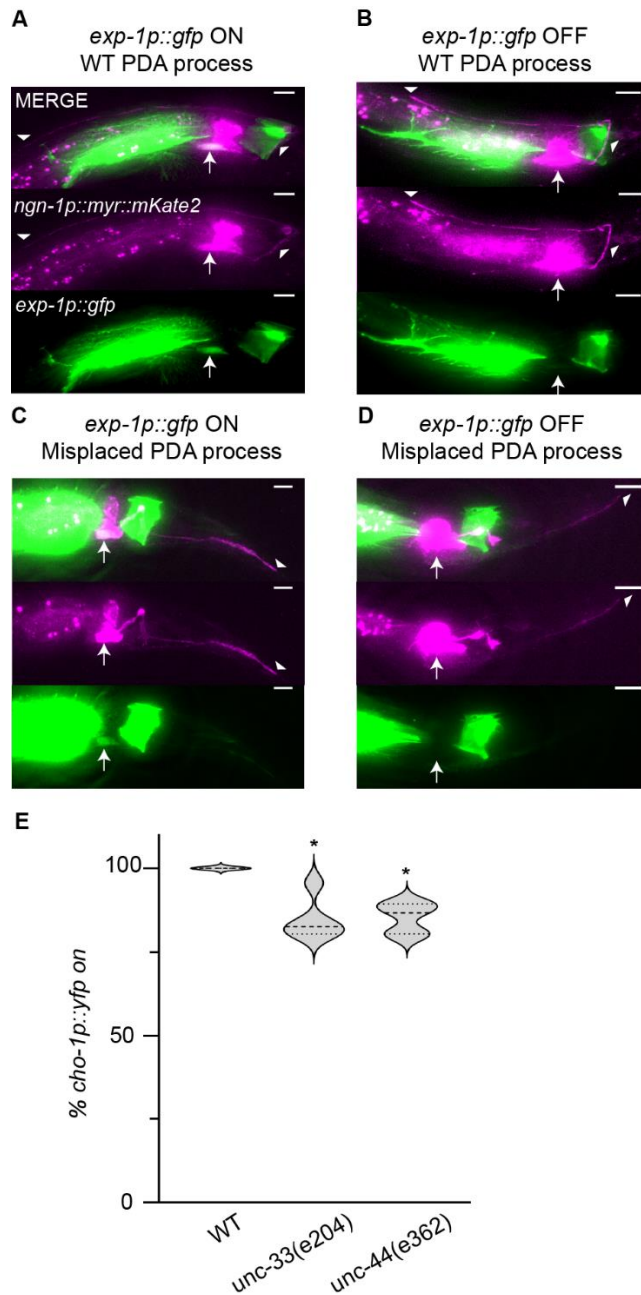 A
exp-1p::gfp ON
WT PDA process
MERGE
ngn-1p::myr::mKate2
exp-1p::gfp
B
exp-1p::gfp OFF
WT PDA process
C
exp-1p::gfp ON
Misplaced PDA process
D
exp-1p::gfp OFF
Misplaced PDA process
E
% cho-1p::yfp on
100
50
0
*
*
WT
unc-33(e204)
unc-44(e362)